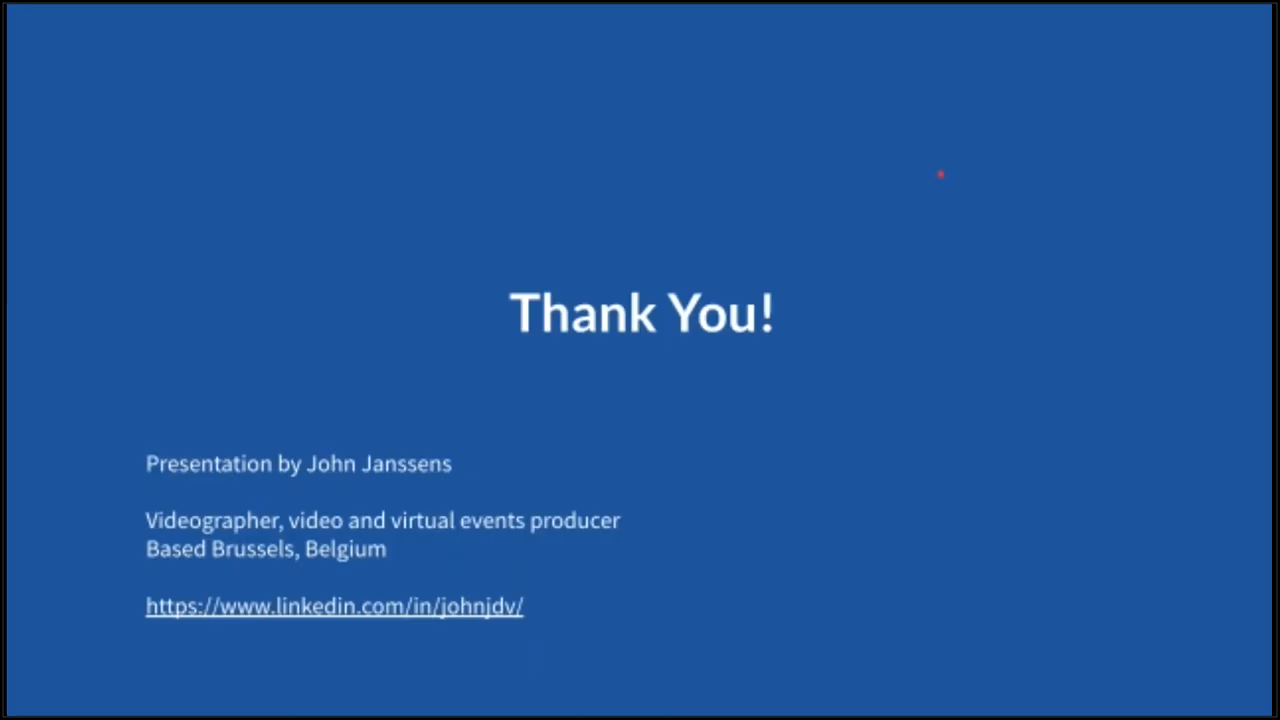 Thank You!
Presentation by John Janssens
Videographer, video and virtual events producer
Based Brussels, Belgium
https://www.linkedin.com/in/johnjdv/